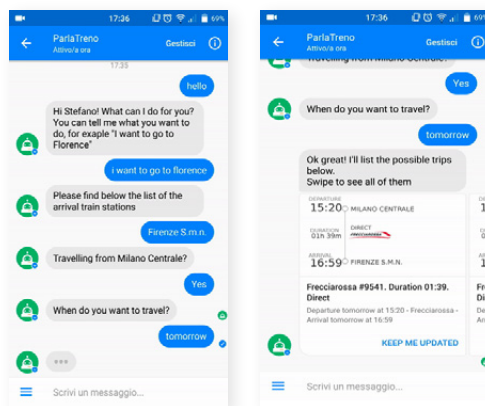 17:36
69%
ParlaTreno
Attivo/a ora
Gestisci
17:35
hello
Hi Stefano! What can I do for you?
You can tell me what you want to
do, for exaple "I want to go to
Florence"
i want to go to florence
Please find below the list of the
arrival train stations
Firenze S.m.n.
Travelling from Milano Centrale?
Yes
When do you want to travel?
tomorrow
Scrivi un messaggio...
17:36
69%
ParlaTreno
Attivo/a ora
Gestisci
Travelling from Milano Centrale?
Yes
When do you want to travel?
tomorrow
Ok great! I'll list the possible trips
below.
Swipe to see all of them
DEPARTURE
15:20 MILANO CENTRALE
DURATION DIRECT
01h 39m
ARRIVAL
16:59 FIRENZE S.M.N.
Frecciarossa #9541. Duration 01:39.
Direct
Departure tomorrow at 15:20 - Frecciarossa -
Arrival tomorrow at 16:59
KEEP ME UPDATED
Scrivi un messaggio...